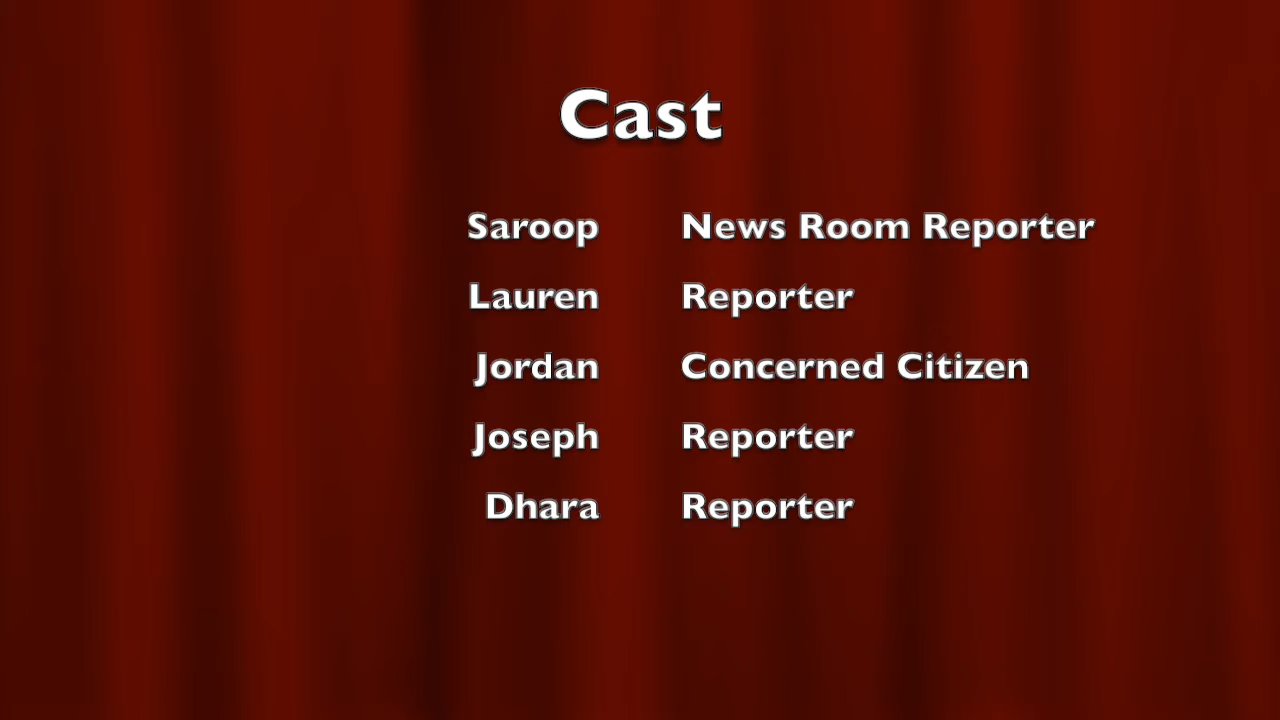 Cast
Saroop News Room Reporter
Lauren Reporter
Jordan Concerned Citizen
Joseph Reporter
Dhara Reporter